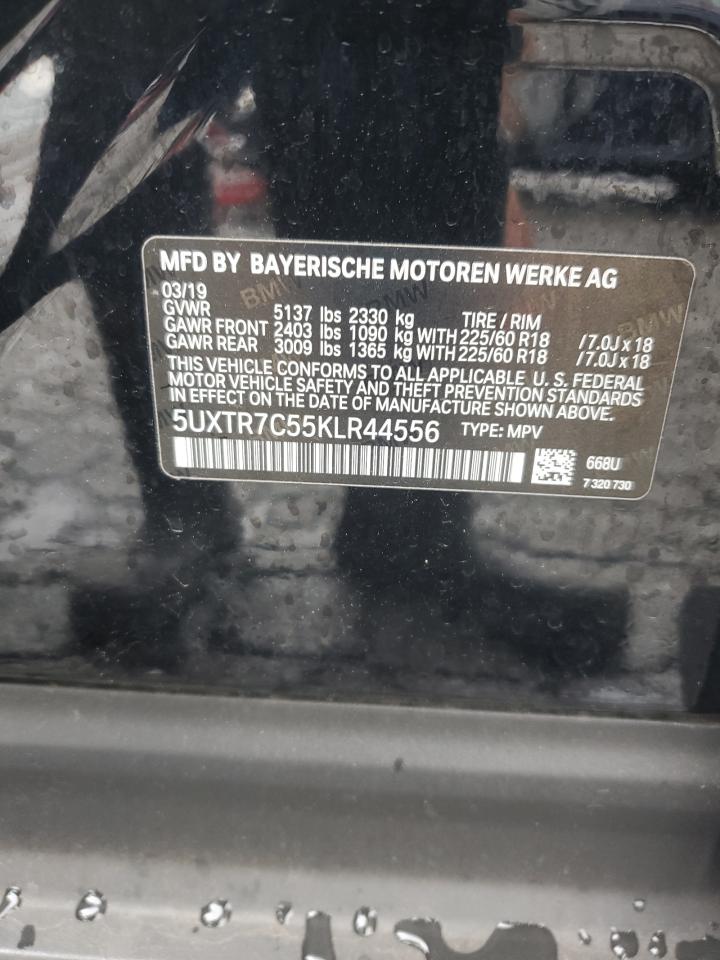 MFD BY BAYERISCHE MOTOREN WERKE AG
03/19
GVWR 5137 lbs 2330 kg TIRE / RIM
GAWR FRONT 2403 lbs 1090 kg WITH 225/60 R18 / 7.0J x 18
GAWR REAR 3009 lbs 1365 kg WITH 225/60 R18 / 7.0J x 18
THIS VEHICLE CONFORMS TO ALL APPLICABLE U. S. FEDERAL
MOTOR VEHICLE SAFETY AND THEFT PREVENTION STANDARDS
IN EFFECT ON THE DATE OF MANUFACTURE SHOWN ABOVE.
5UXTR7C55KLR44556 TYPE: MPV
668U
7 320 730